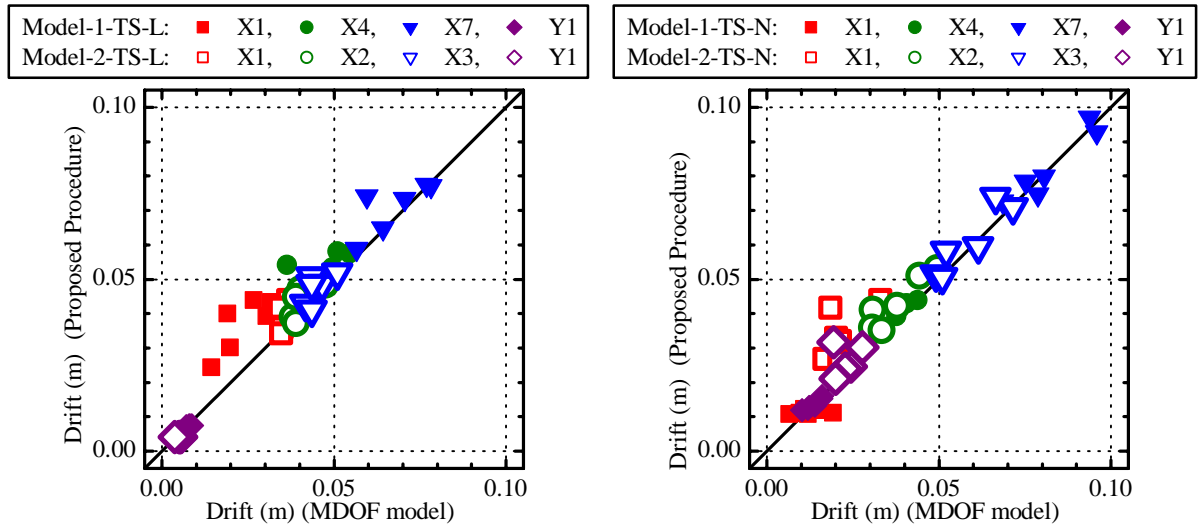 Model-1-TS-L: X1, X4, X7, Y1
Model-2-TS-L: X1, X2, X3, Y1
0.10
0.05
0.00
Drift (m) (Proposed Procedure)
0.00 0.05 0.10
Drift (m) (MDOF model)
Model-1-TS-N: X1, X4, X7, Y1
Model-2-TS-N: X1, X2, X3, Y1
0.10
0.05
0.00
Drift (m) (Proposed Procedure)
0.00 0.05 0.10
Drift (m) (MDOF model)